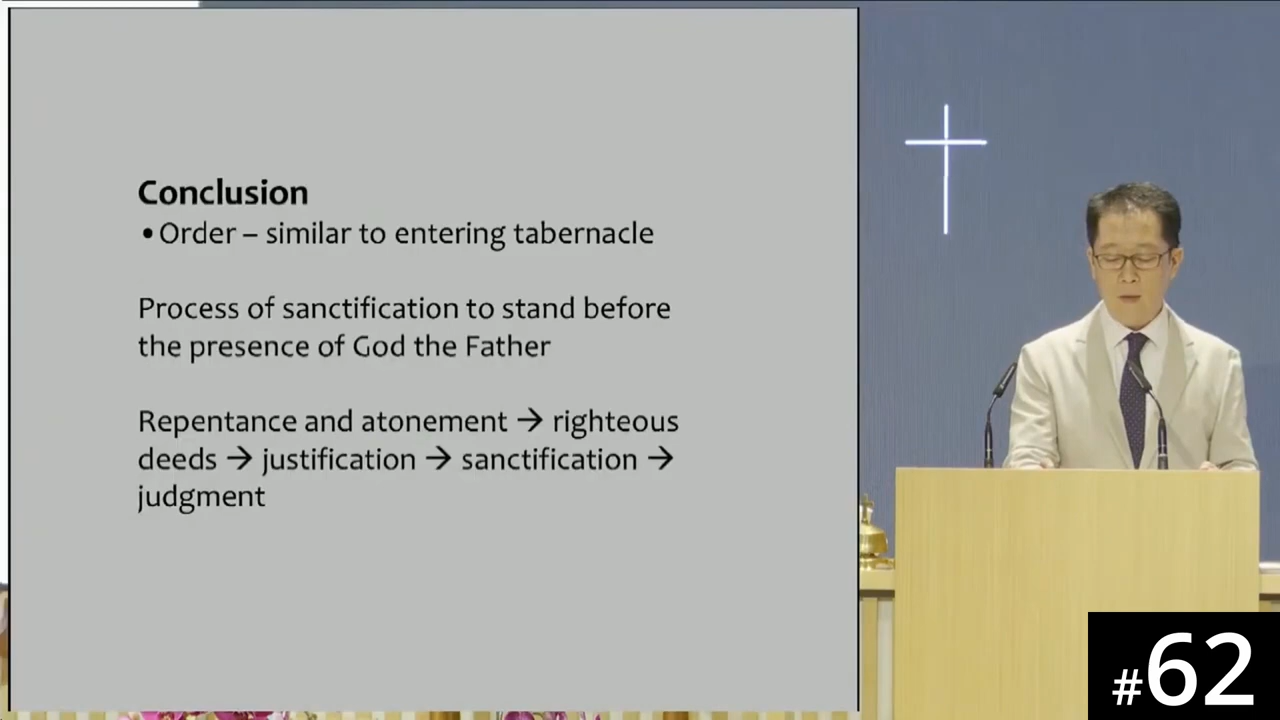 Conclusion
• Order – similar to entering tabernacle
Process of sanctification to stand before
the presence of God the Father
Repentance and atonement → righteous
deeds → justification → sanctification →
judgment
#62